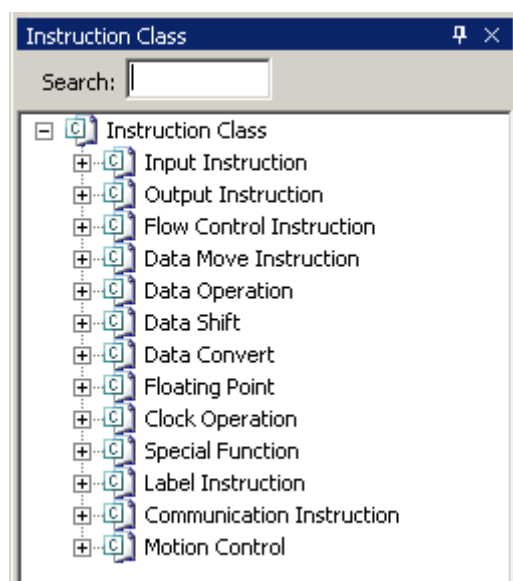 Instruction Class
Search:
Instruction Class
Input Instruction
Output Instruction
Flow Control Instruction
Data Move Instruction
Data Operation
Data Shift
Data Convert
Floating Point
Clock Operation
Special Function
Label Instruction
Communication Instruction
Motion Control